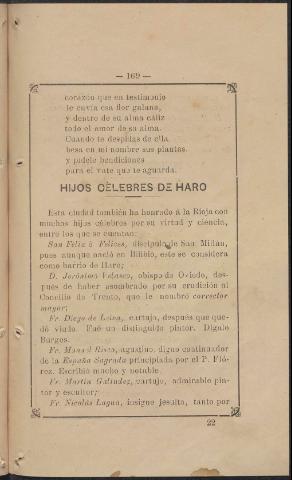 — 169 —
corazón que en testimonio
te envía esa flor galana,
y dentro de su alma cáliz
todo el amor de su alma.
Cuando te despidas de ella
besa en mi nombre sus plantas,
y pídele bendiciones
para el vate que te aguarda.
HIJOS CÉLEBRES DE HARO
Esta ciudad también ha honrado á la Rioja con
muchos hijos célebres por su virtud y ciencia,
entre los que se cuentan:
San Feliz ó Felices, discípulo de San Millán,
pues aunque nació en Bilibio, este se considera
como barrio de Haro;
D. Jerónimo Velasco, obispo de Oviedo, des-
pués de haber asombrado por su erudición al
Concilio de Trento, que le nombró corrector
mayor;
Fr. Diego de Leiva, cartujo, después que que-
dó viudo. Fué un distinguido pintor. Dígalo
Burgos.
Fr. Manuel Risco, agustino, digno continuador
de la España Sagrada principiada por el P. Fló-
rez. Escribió mucho y notable.
Fr. Martín Galíndez, cartujo, admirable pin-
tor y escultor;
Fr. Nicolás Laguna, insigne jesuita, tanto por
22